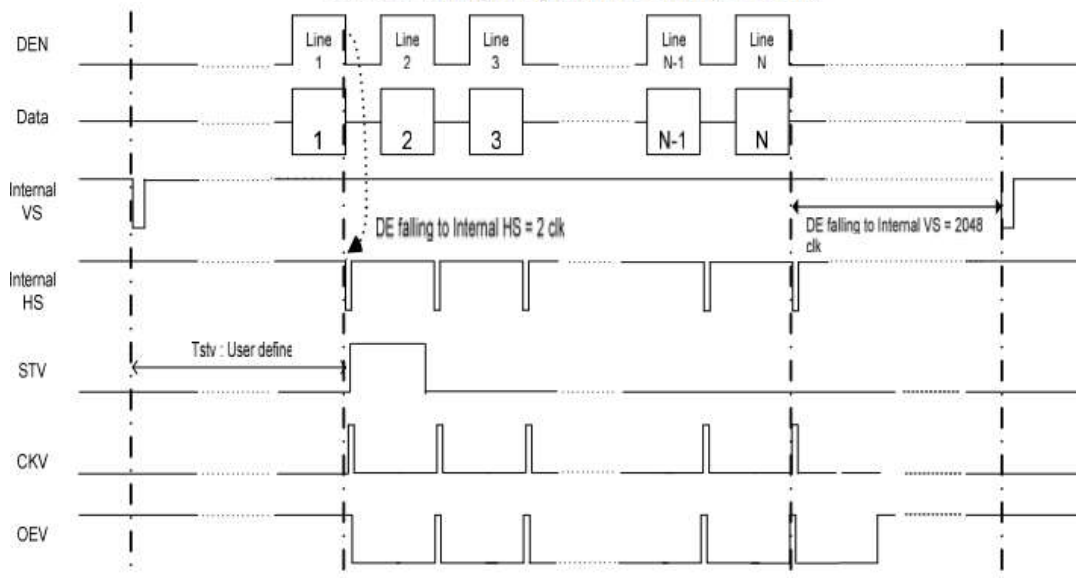 DEN
Line 1
Line 2
Line 3
Line N-1
Line N
Data
1
2
3
N-1
N
Internal VS
DE falling to Internal HS = 2 clk
DE falling to Internal VS = 2048 clk
Internal HS
Tstv : User define
STV
CKV
OEV